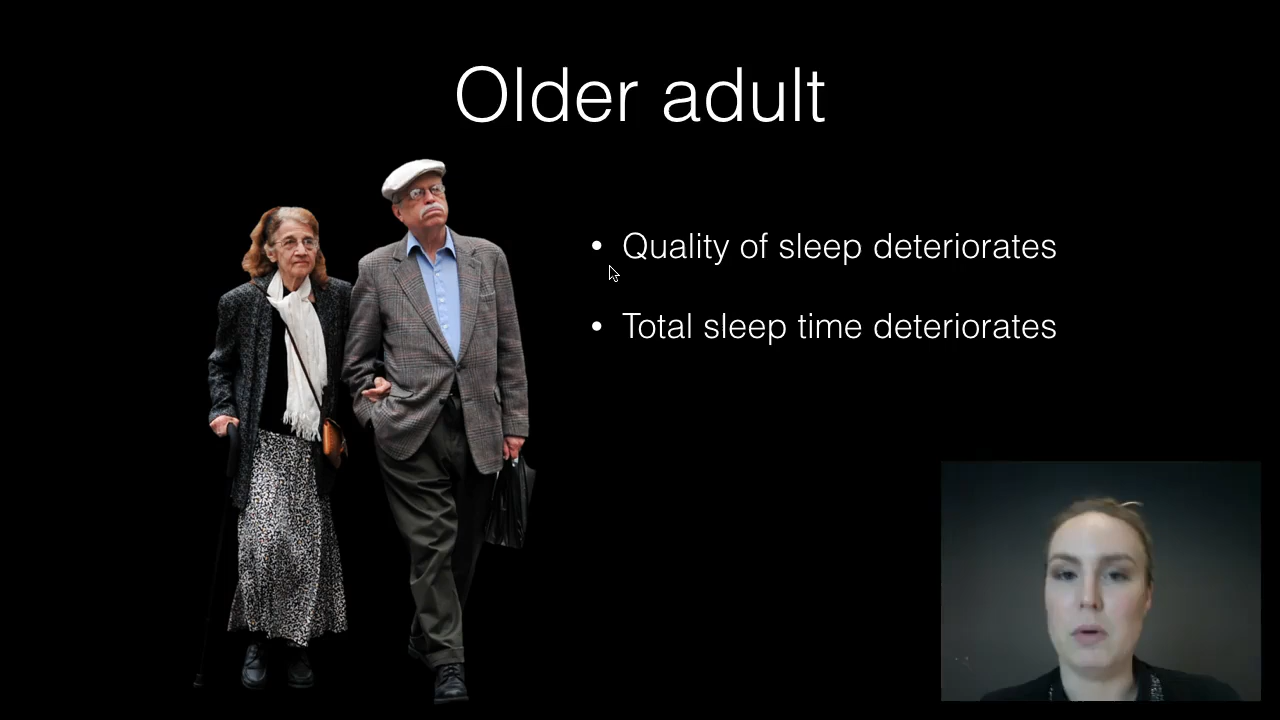 Older adult
• Quality of sleep deteriorates
• Total sleep time deteriorates